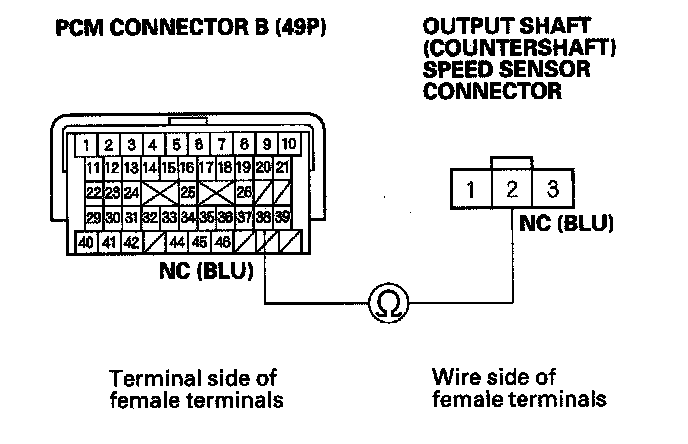 PCM CONNECTOR B (49P)
OUTPUT SHAFT
(COUNTERSHAFT)
SPEED SENSOR
CONNECTOR
1 2 3 4 5 6 7 8 9 10
11 12 13 14 15 16 17 18 19 20 21
22 23 24 25 26
29 30 31 32 33 34 35 36 37 38 39
40 41 42 44 45 46
1 2 3
NC (BLU)
NC (BLU)
Ω
Terminal side of
female terminals
Wire side of
female terminals